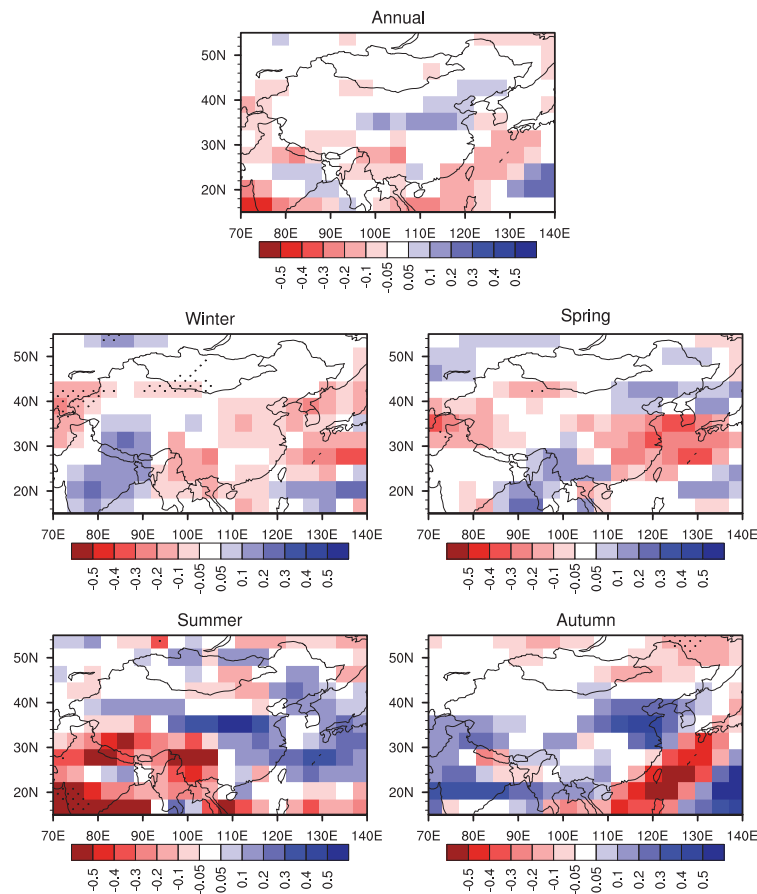 Annual
50N
40N
30N
20N
70E 80E 90E 100E 110E 120E 130E 140E
-0.5 -0.4 -0.3 -0.2 -0.1 -0.05 0.05 0.1 0.2 0.3 0.4 0.5
Winter Spring
50N 50N
40N 40N
30N 30N
20N 20N
70E 80E 90E 100E 110E 120E 130E 140E 70E 80E 90E 100E 110E 120E 130E 140E
-0.5 -0.4 -0.3 -0.2 -0.1 -0.05 0.05 0.1 0.2 0.3 0.4 0.5 -0.5 -0.4 -0.3 -0.2 -0.1 -0.05 0.05 0.1 0.2 0.3 0.4 0.5
Summer Autumn
50N 50N
40N 40N
30N 30N
20N 20N
70E 80E 90E 100E 110E 120E 130E 140E 70E 80E 90E 100E 110E 120E 130E 140E
-0.5 -0.4 -0.3 -0.2 -0.1 -0.05 0.05 0.1 0.2 0.3 0.4 0.5 -0.5 -0.4 -0.3 -0.2 -0.1 -0.05 0.05 0.1 0.2 0.3 0.4 0.5